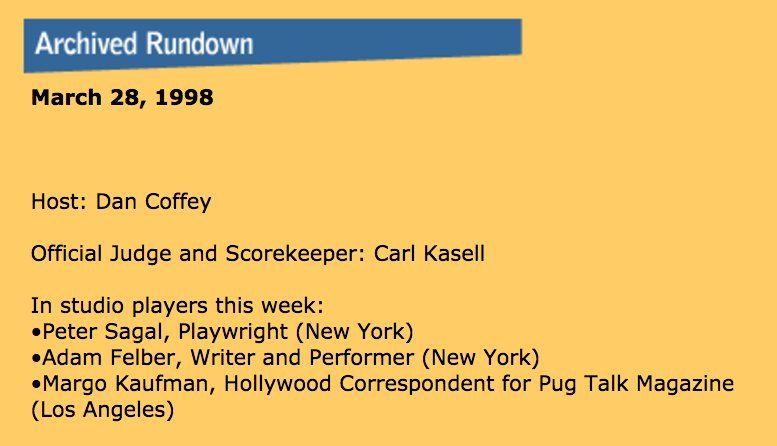 Archived Rundown
March 28, 1998
Host: Dan Coffey
Official Judge and Scorekeeper: Carl Kasell
In studio players this week:
•Peter Sagal, Playwright (New York)
•Adam Felber, Writer and Performer (New York)
•Margo Kaufman, Hollywood Correspondent for Pug Talk Magazine
(Los Angeles)